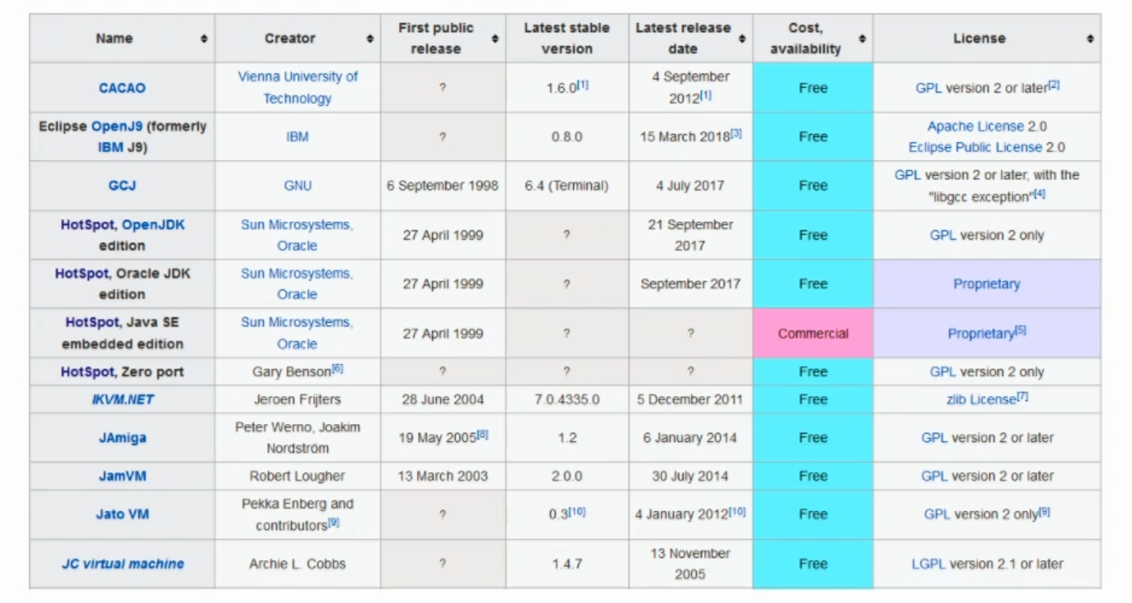 Name Creator First public release Latest stable version Latest release date Cost, availability License
CACAO Vienna University of Technology ? 1.6.0[1] 4 September 2012[1] Free GPL version 2 or later[2]
Eclipse OpenJ9 (formerly IBM J9) IBM ? 0.8.0 15 March 2018[3] Free Apache License 2.0 Eclipse Public License 2.0
GCJ GNU 6 September 1998 6.4 (Terminal) 4 July 2017 Free GPL version 2 or later, with the "libgcc exception"[4]
HotSpot, OpenJDK edition Sun Microsystems, Oracle 27 April 1999 ? 21 September 2017 Free GPL version 2 only
HotSpot, Oracle JDK edition Sun Microsystems, Oracle 27 April 1999 ? September 2017 Free Proprietary
HotSpot, Java SE embedded edition Sun Microsystems, Oracle 27 April 1999 ? ? Commercial Proprietary[5]
HotSpot, Zero port Gary Benson[6] ? ? ? Free GPL version 2 only
IKVM.NET Jeroen Frijters 28 June 2004 7.0.4335.0 5 December 2011 Free zlib License[7]
JAmiga Peter Werno, Joakim Nordström 19 May 2005[8] 1.2 6 January 2014 Free GPL version 2 or later
JamVM Robert Lougher 13 March 2003 2.0.0 30 July 2014 Free GPL version 2 or later
Jato VM Pekka Enberg and contributors[9] ? 0.3[10] 4 January 2012[10] Free GPL version 2 only[9]
JC virtual machine Archie L. Cobbs ? 1.4.7 13 November 2005 Free LGPL version 2.1 or later